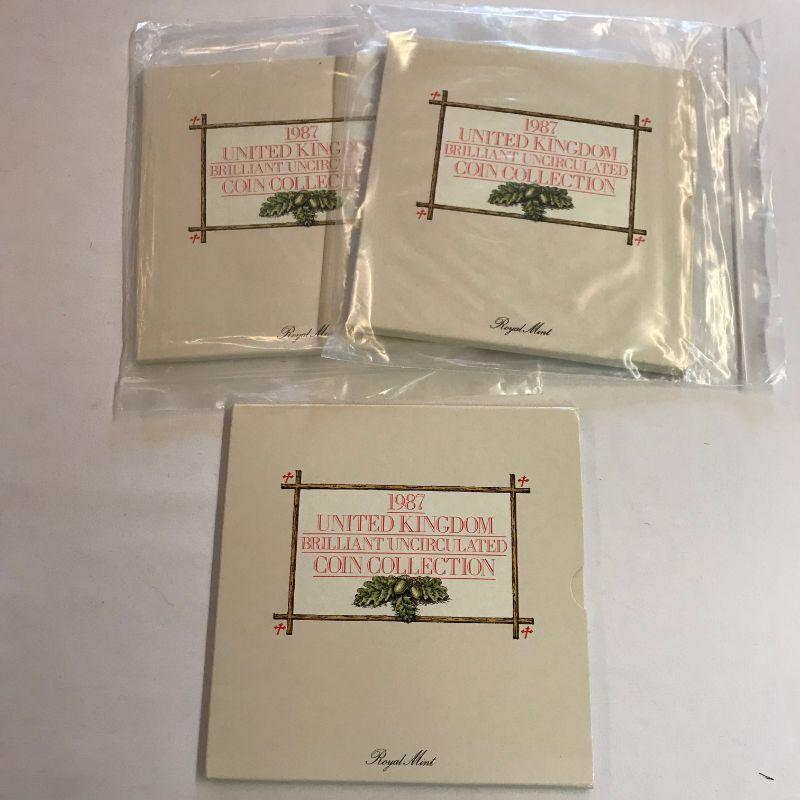 1987
UNITED KINGDOM
BRILLIANT UNCIRCULATED
COIN COLLECTION
Royal Mint
1987
UNITED KINGDOM
BRILLIANT UNCIRCULATED
COIN COLLECTION
Royal Mint
1987
UNITED KINGDOM
BRILLIANT UNCIRCULATED
COIN COLLECTION
Royal Mint